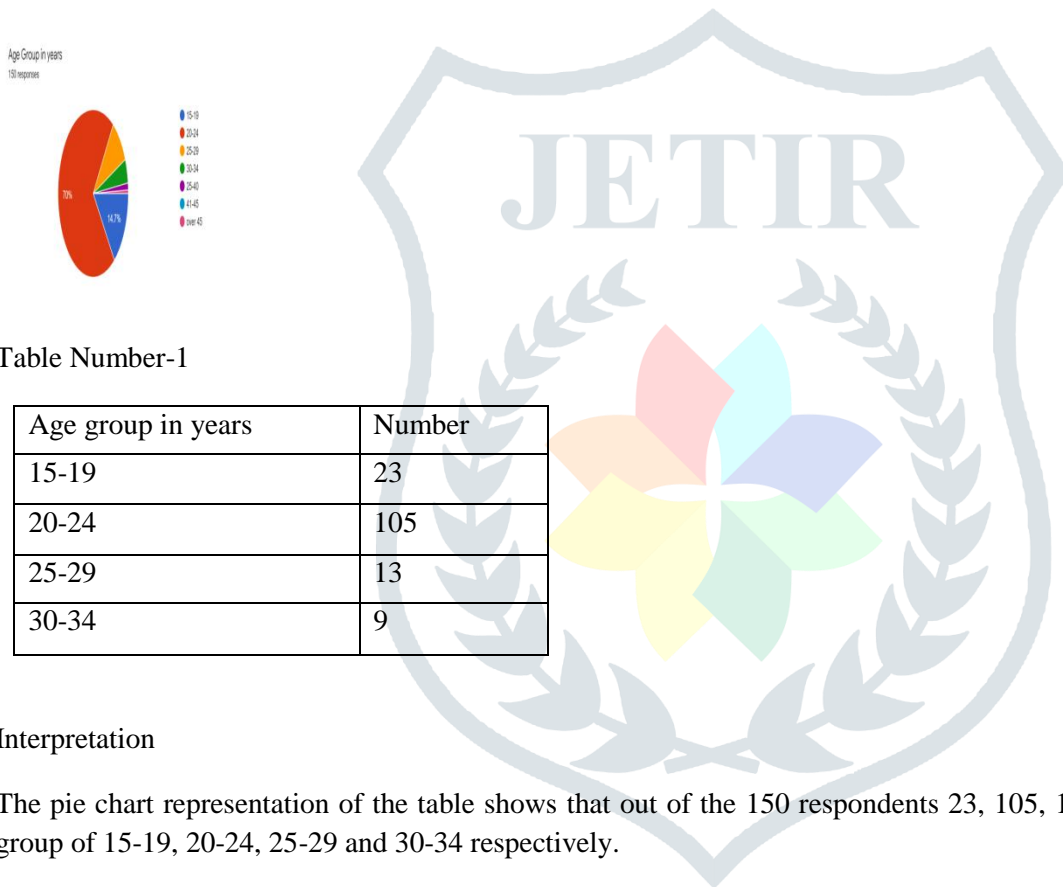 Age Group in years
150 responses
15-19
20-24
25-29
30-34
25-40
41-45
over 45
70%
14.7%
JETIR
Table Number-1
Age group in years Number
15-19 23
20-24 105
25-29 13
30-34 9
Interpretation
The pie chart representation of the table shows that out of the 150 respondents 23, 105, 1
group of 15-19, 20-24, 25-29 and 30-34 respectively.